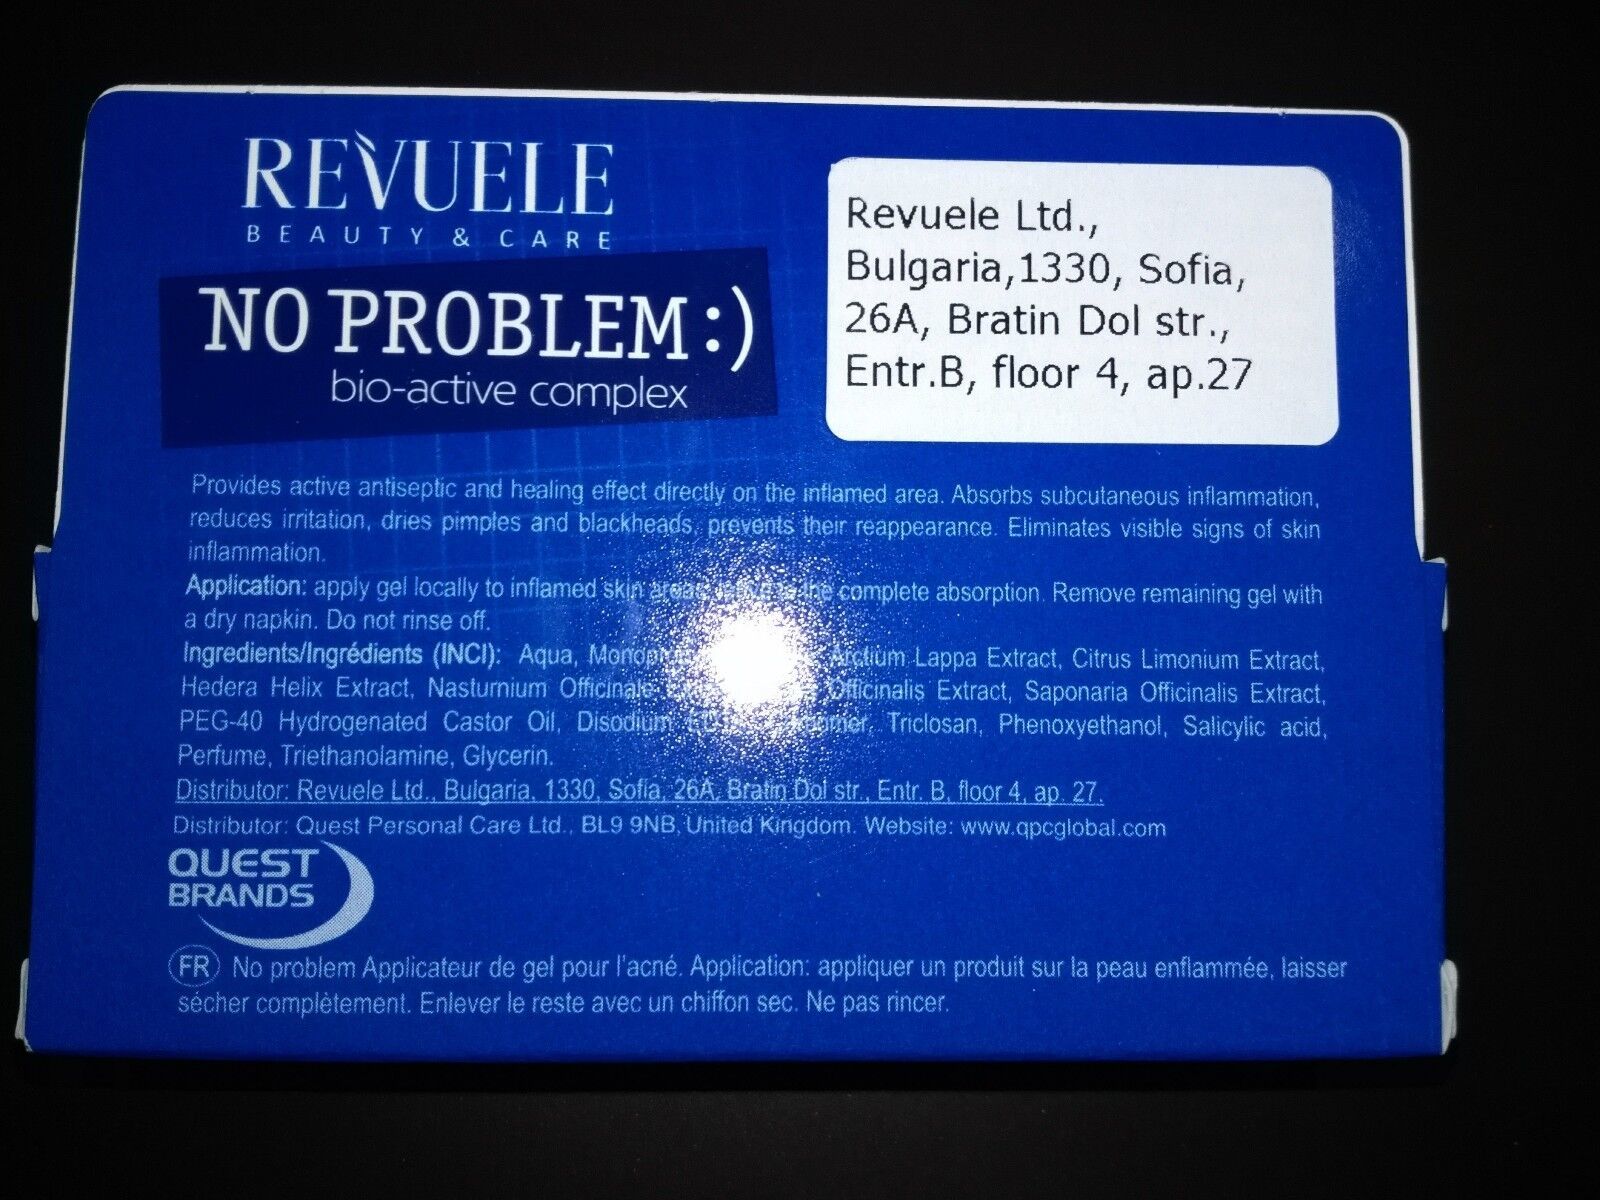 REVUELE
BEAUTY & CARE
NO PROBLEM:)
bio-active complex
Revuele Ltd.,
Bulgaria,1330, Sofia,
26A, Bratin Dol str.,
Entr.B, floor 4, ap.27
Provides active antiseptic and healing effect directly on the inflamed area. Absorbs subcutaneous inflammation,
reduces irritation, dries pimples and blackheads, prevents their reappearance. Eliminates visible signs of skin
inflammation.
Application: apply gel locally to inflamed skin areas, the complete absorption. Remove remaining gel with
a dry napkin. Do not rinse off.
Ingredients/Ingrédients (INCI): Aqua, Arctium Lappa Extract, Citrus Limonium Extract,
Hedera Helix Extract, Nasturnium Officinale Officinalis Extract, Saponaria Officinalis Extract,
PEG-40 Hydrogenated Castor Oil, Disodium Triclosan, Phenoxyethanol, Salicylic acid,
Perfume, Triethanolamine, Glycerin.
Distributor: Revuele Ltd., Bulgaria, 1330, Sofia, 26A, Bratin Dol str., Entr. B, floor 4, ap. 27.
Distributor: Quest Personal Care Ltd., BL9 9NB, United Kingdom. Website: www.qpcglobal.com
QUEST
BRANDS
FR No problem Applicateur de gel pour l'acné. Application: appliquer un produit sur la peau enflammée, laisser
sécher complètement. Enlever le reste avec un chiffon sec. Ne pas rincer.